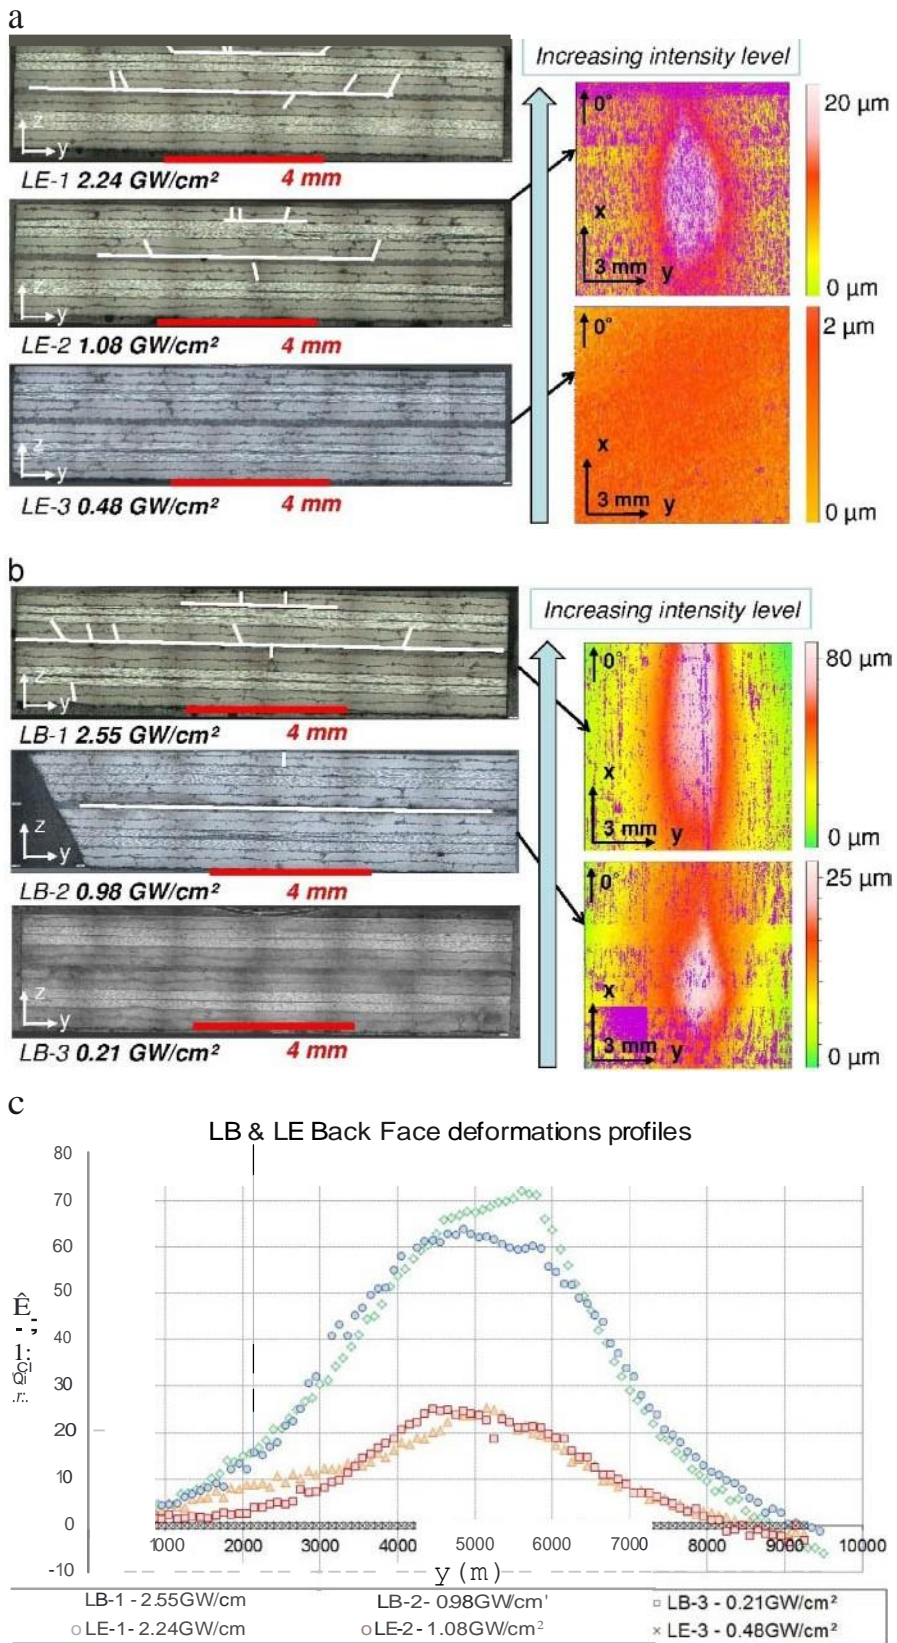 a
Increasing intensity level
z
y
LE-1 2.24 GW/cm²
4 mm
0°
x
3 mm y
20 µm
0 µm
z
y
LE-2 1.08 GW/cm²
4 mm
0°
x
3 mm y
2 µm
0 µm
z
y
LE-3 0.48 GW/cm²
4 mm
b
Increasing intensity level
z
y
LB-1 2.55 GW/cm²
4 mm
0°
x
3 mm y
80 µm
0 µm
z
y
LB-2 0.98 GW/cm²
4 mm
0°
x
3 mm y
25 µm
0 µm
z
y
LB-3 0.21 GW/cm²
4 mm
c
LB & LE Back Face deformations profiles
80
70
60
50
40
30
20
10
0
-10
1000 2000 3000 4000 5000 6000 7000 8000 9000 10000
y (m)
LB-1 - 2.55GW/cm LB-2- 0.98GW/cm' LB-3 - 0.21GW/cm²
LE-1- 2.24GW/cm LE-2 - 1.08GW/cm² LE-3 - 0.48GW/cm²